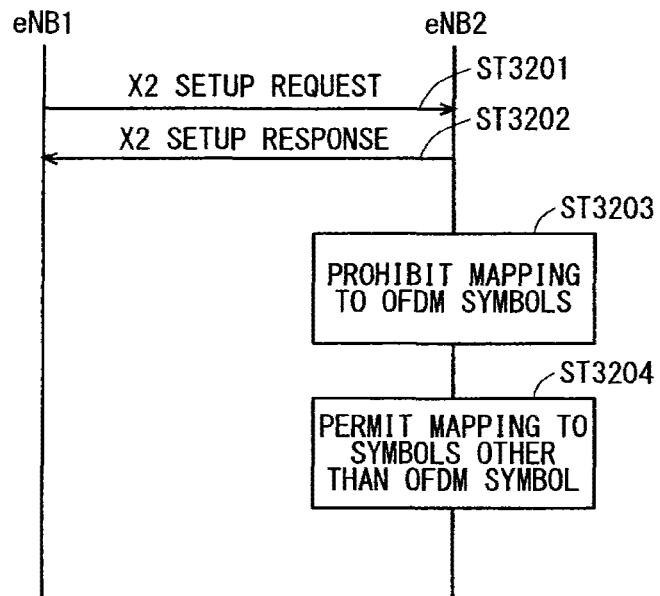 eNB1
eNB2
X2 SETUP REQUEST
ST3201
X2 SETUP RESPONSE
ST3202
ST3203
PROHIBIT MAPPING
TO OFDM SYMBOLS
ST3204
PERMIT MAPPING TO
SYMBOLS OTHER
THAN OFDM SYMBOL